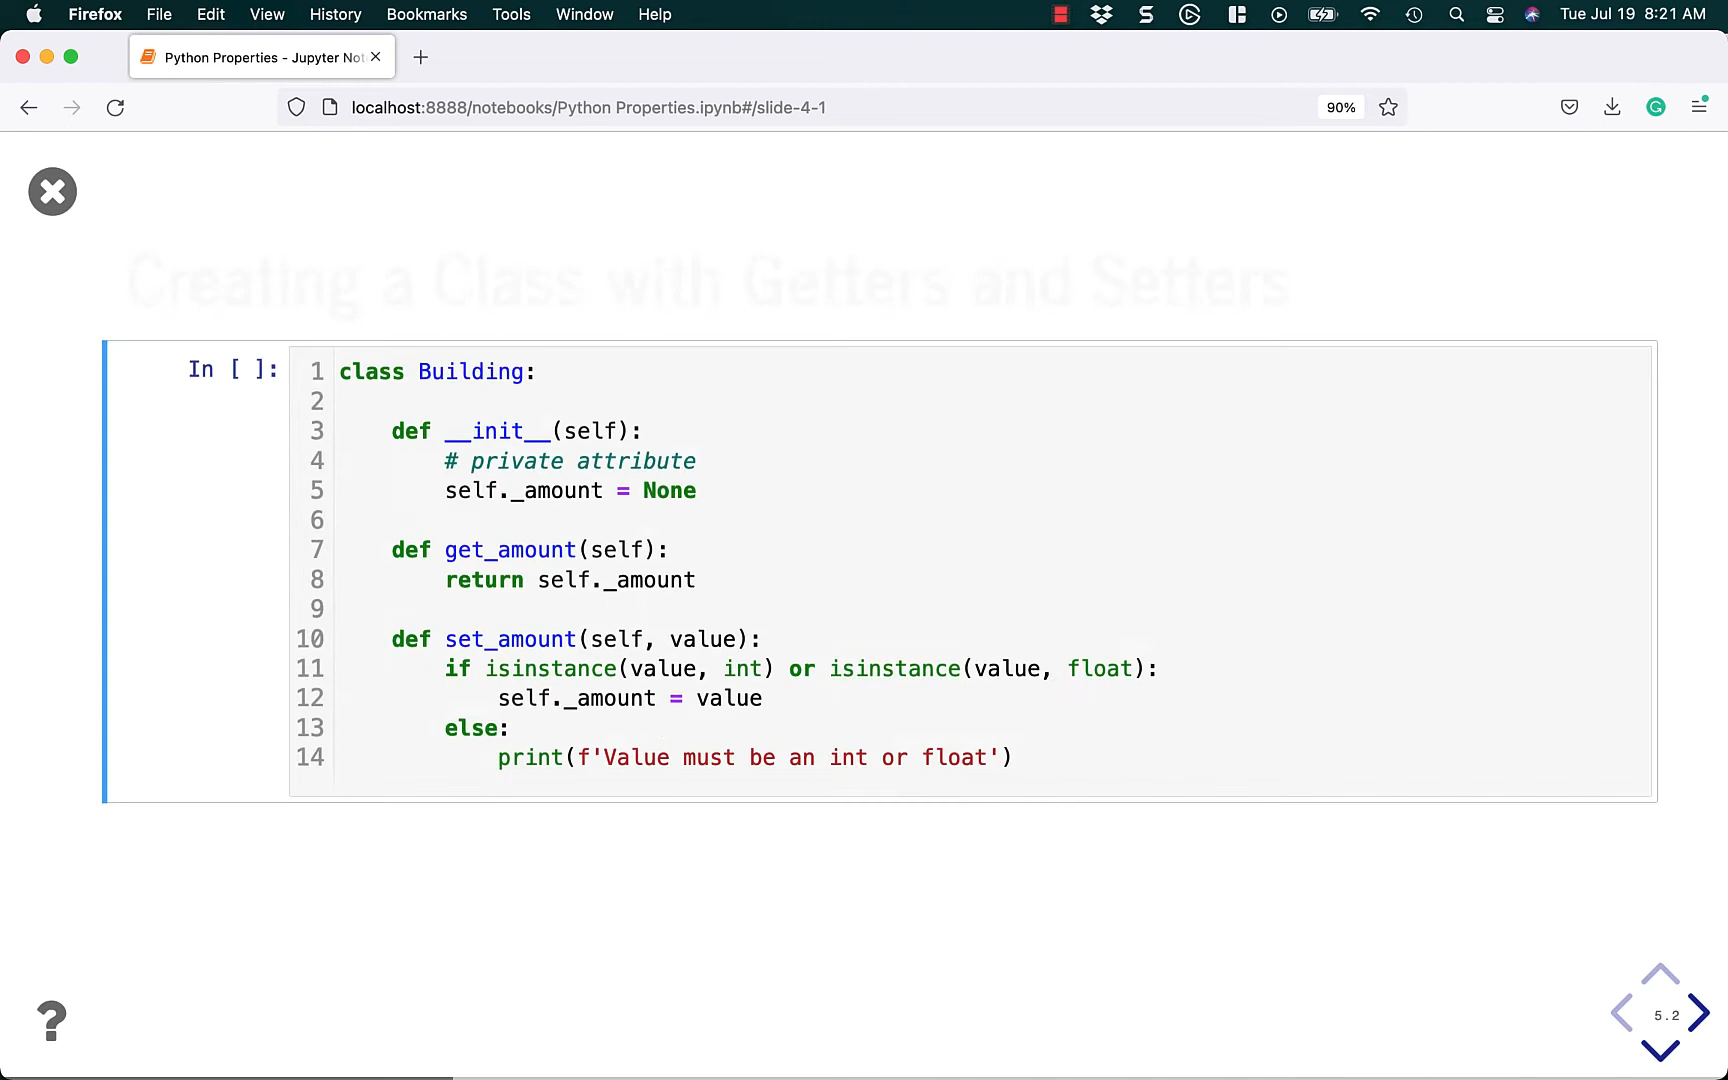 Firefox File Edit View History Bookmarks Tools Window Help Tue Jul 19 8:21 AM
Python Properties - Jupyter Not
localhost:8888/notebooks/Python Properties.ipynb#/slide-4-1 90%
Creating a Class with Getters and Setters
In [ ]:
1 class Building:
2
3 def __init__(self):
4 # private attribute
5 self._amount = None
6
7 def get_amount(self):
8 return self._amount
9
10 def set_amount(self, value):
11 if isinstance(value, int) or isinstance(value, float):
12 self._amount = value
13 else:
14 print(f'Value must be an int or float')
5.2